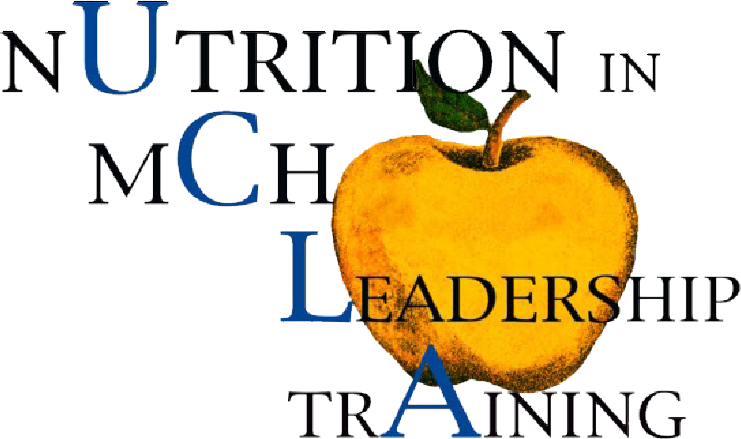 NUTRITION IN
MCH
LEADERSHIP
TRAINING